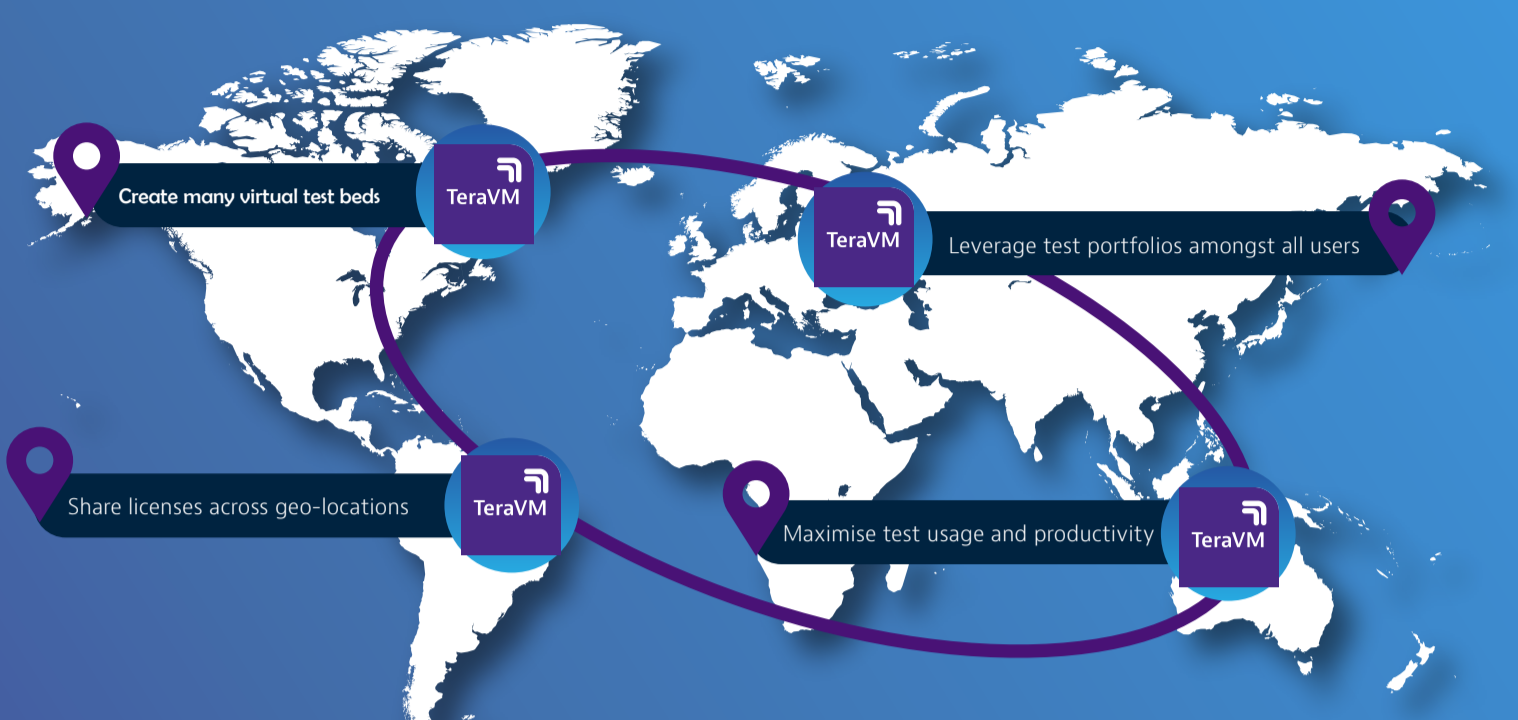 Create many virtual test beds
TeraVM
TeraVM
Leverage test portfolios amongst all users
Share licenses across geo-locations
TeraVM
Maximise test usage and productivity
TeraVM